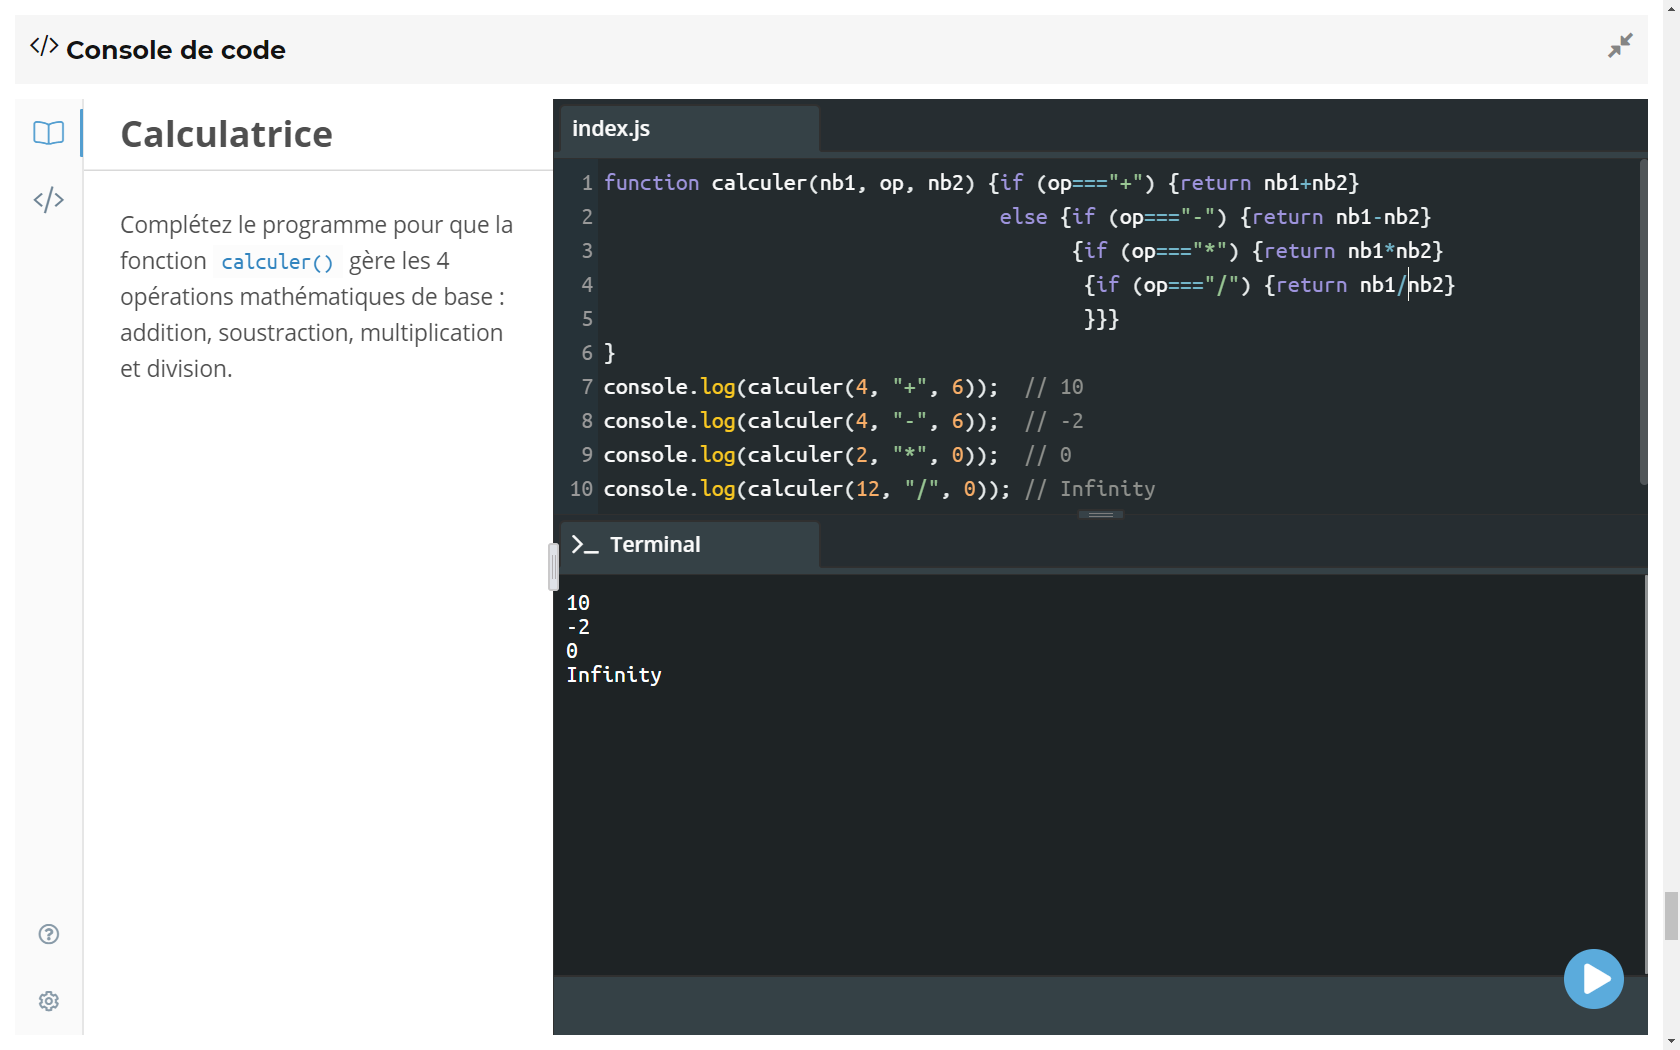 </> Console de code
Calculatrice
Complétez le programme pour que la
fonction calculer() gère les 4
opérations mathématiques de base :
addition, soustraction, multiplication
et division.
index.js
1 function calculer(nb1, op, nb2) {if (op==="+") {return nb1+nb2}
2 else {if (op==="-") {return nb1-nb2}
3 {if (op==="*") {return nb1*nb2}
4 {if (op==="/") {return nb1/nb2}
5 }}}
6 }
7 console.log(calculer(4, "+", 6));  // 10
8 console.log(calculer(4, "-", 6));  // -2
9 console.log(calculer(2, "*", 0));  // 0
10 console.log(calculer(12, "/", 0)); // Infinity
>_ Terminal
10
-2
0
Infinity